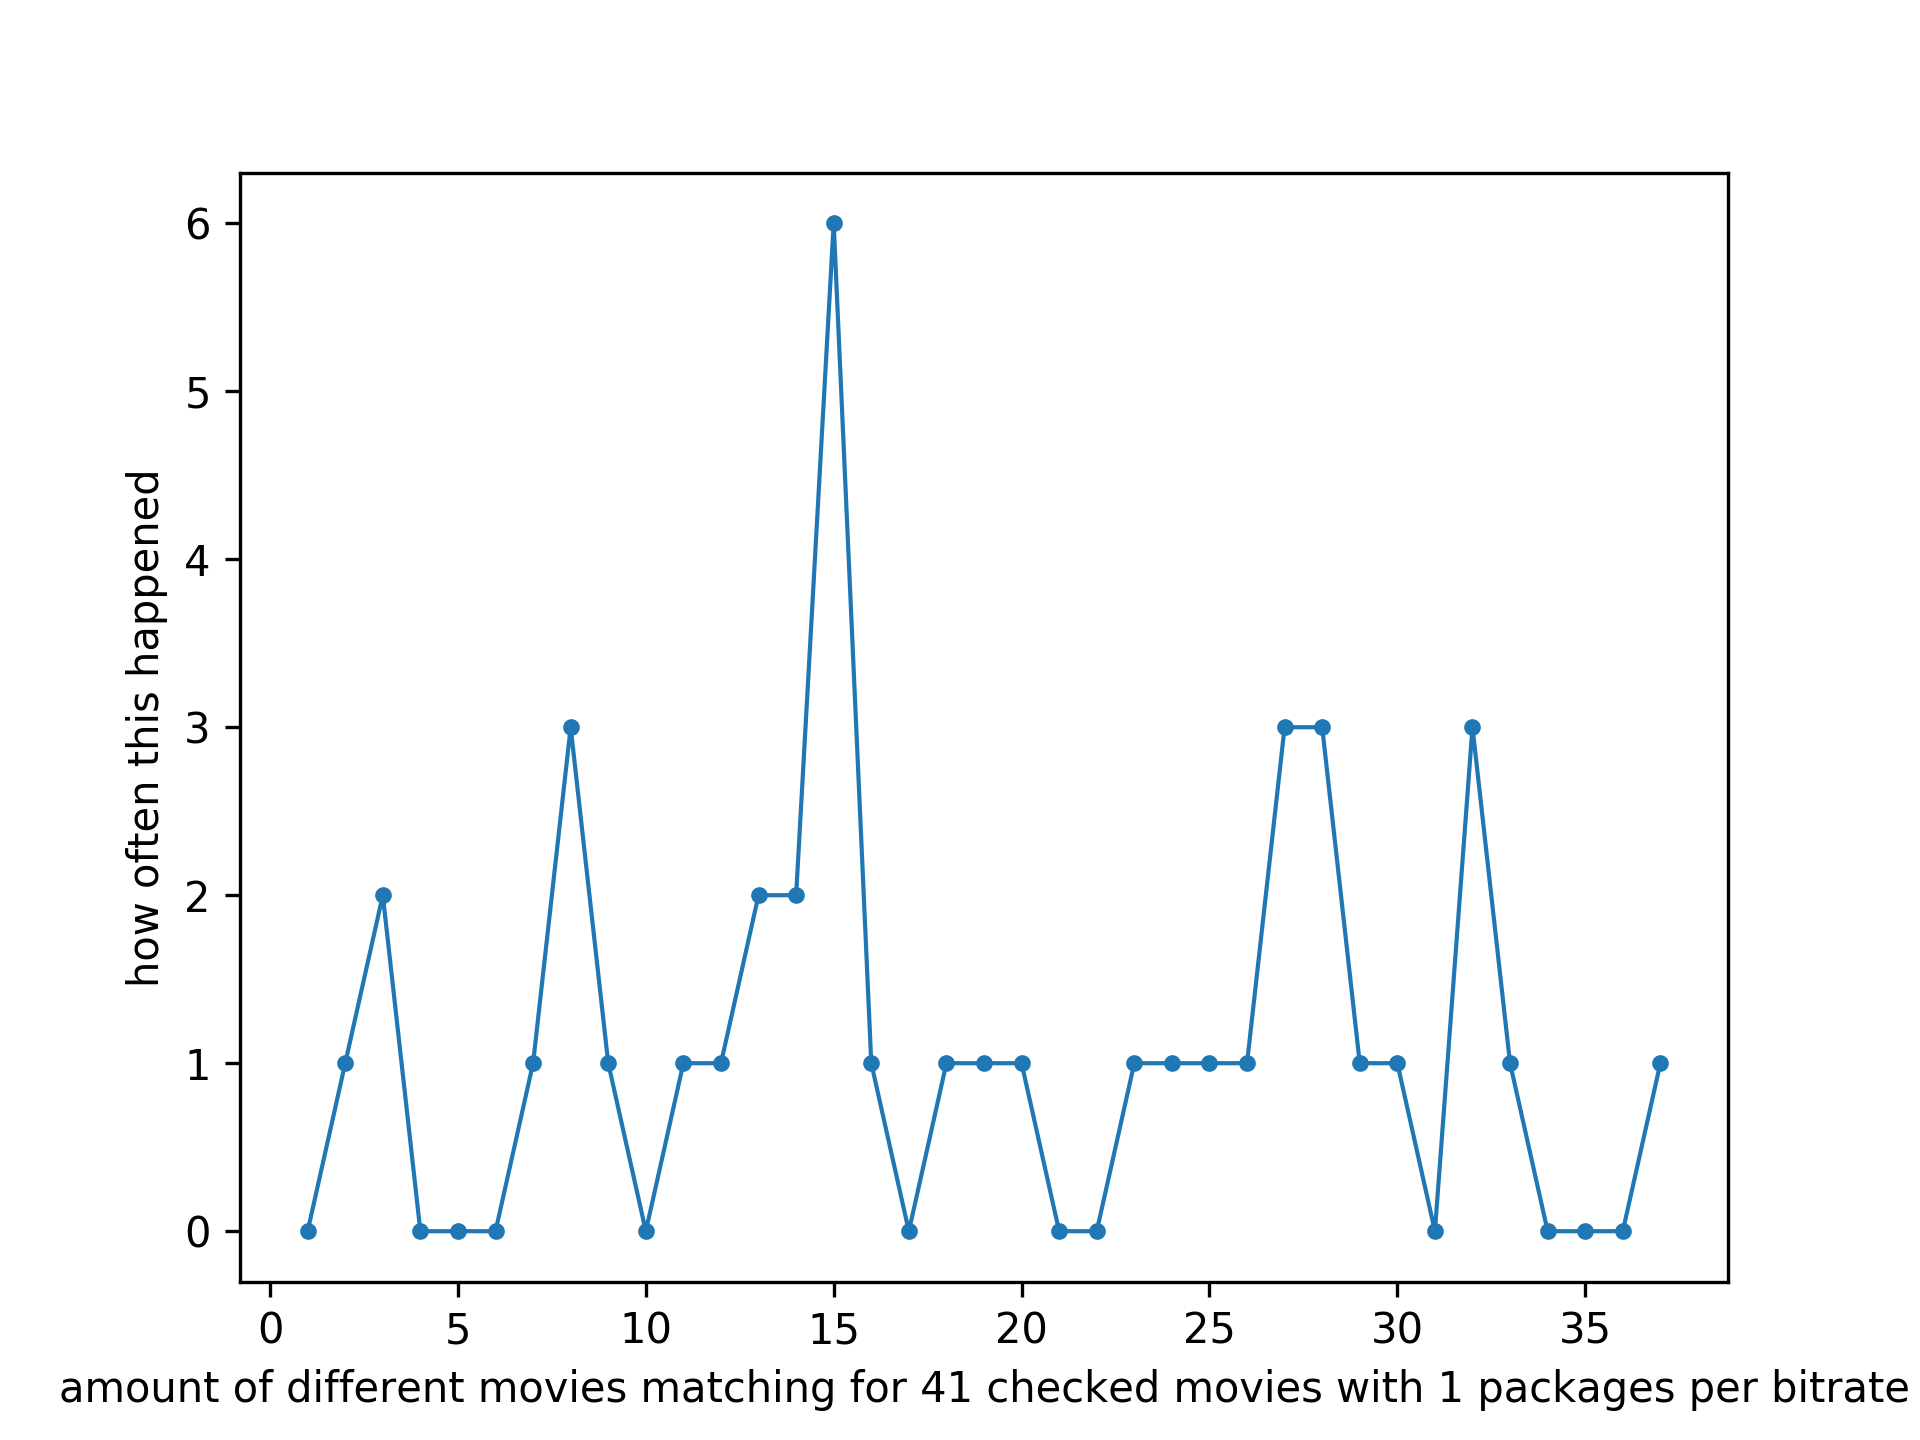 6
5
4
3
2
1
0
how often this happened
0 5 10 15 20 25 30 35
amount of different movies matching for 41 checked movies with 1 packages per bitrate